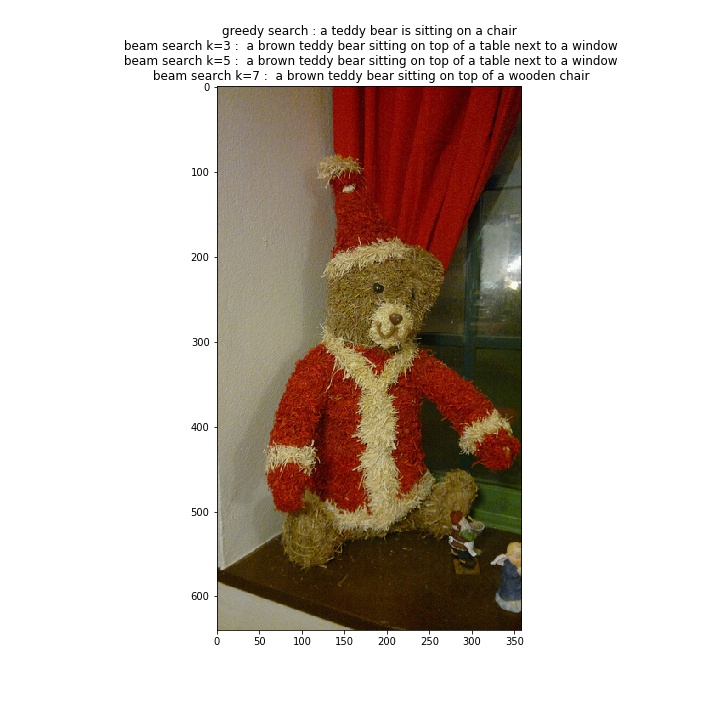 greedy search : a teddy bear is sitting on a chair
beam search k=3 :  a brown teddy bear sitting on top of a table next to a window
beam search k=5 :  a brown teddy bear sitting on top of a table next to a window
beam search k=7 :  a brown teddy bear sitting on top of a wooden chair
0
100
200
300
400
500
600
0 50 100 150 200 250 300 350